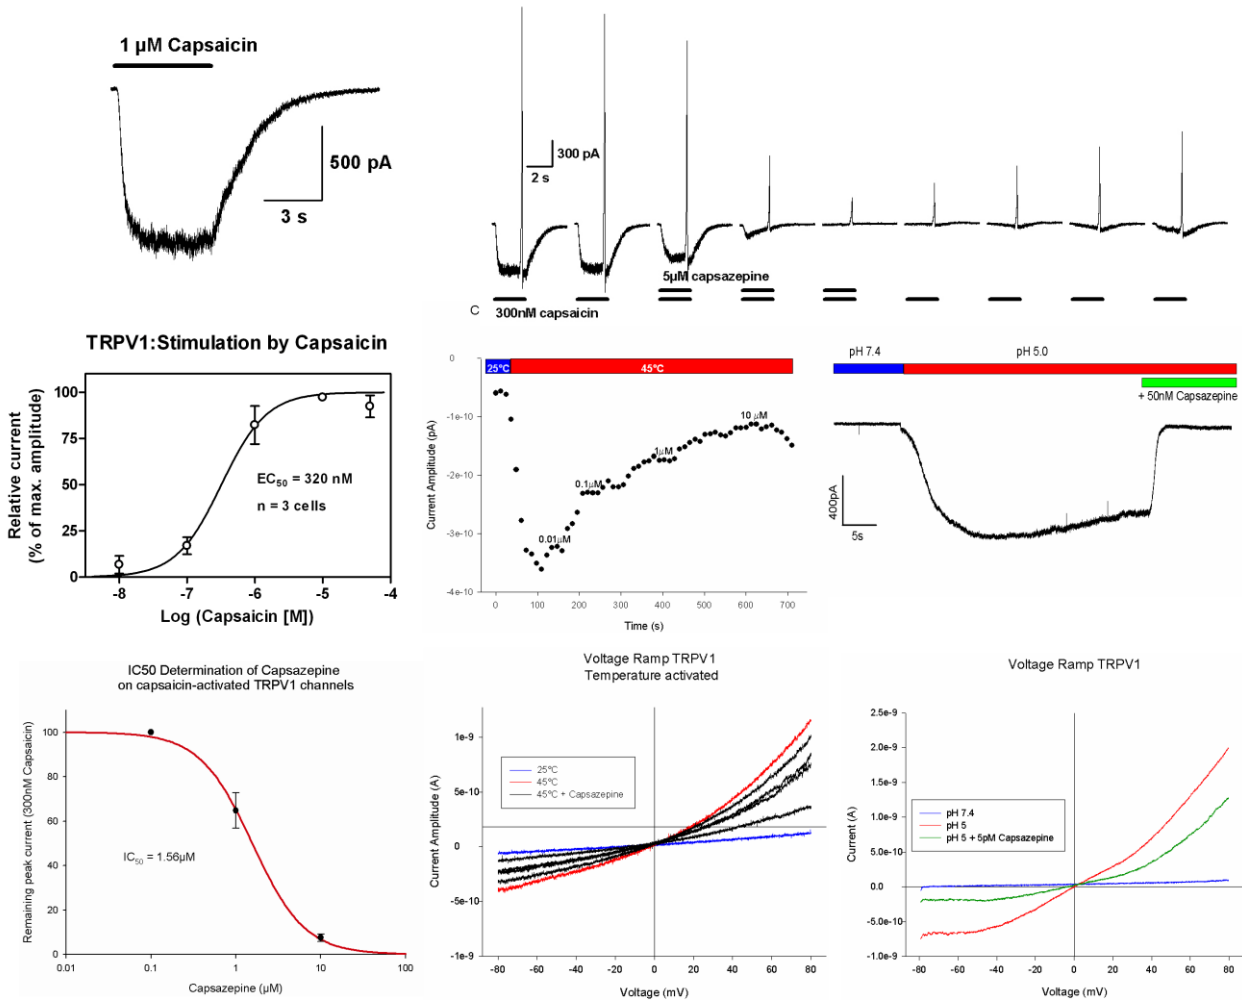 1 µM Capsaicin
500 pA
3 s
300 pA
2 s
5µM capsazepine
300nM capsaicin
C
TRPV1:Stimulation by Capsaicin
Relative current
(% of max. amplitude)
100
75
50
25
0
EC50 = 320 nM
n = 3 cells
-8 -7 -6 -5 -4
Log (Capsaicin [M])
25°C 45°C
Current Amplitude (pA)
0
-1e-10
-2e-10
-3e-10
-4e-10
0.01µM
0.1µM
1µM
10 µM
0 100 200 300 400 500 600 700
Time (s)
pH 7.4 pH 5.0
+ 50nM Capsazepine
400pA
5s
IC50 Determination of Capsazepine
on capsaicin-activated TRPV1 channels
Remaining peak current (300nM Capsaicin)
100
80
60
40
20
0
IC50 = 1.56µM
0.01 0.1 1 10 100
Capsazepine (µM)
Voltage Ramp TRPV1
Temperature activated
Current Amplitude (A)
1e-9
5e-10
0
-5e-10
-1e-9
25°C
45°C
45°C + Capsazepine
-80 -60 -40 -20 0 20 40 60 80
Voltage (mV)
Voltage Ramp TRPV1
Current (A)
2.5e-9
2.0e-9
1.5e-9
1.0e-9
5.0e-10
0.0
-5.0e-10
-1.0e-9
pH 7.4
pH 5
pH 5 + 5pM Capsazepine
-80 -60 -40 -20 0 20 40 60 80
Voltage (mV)